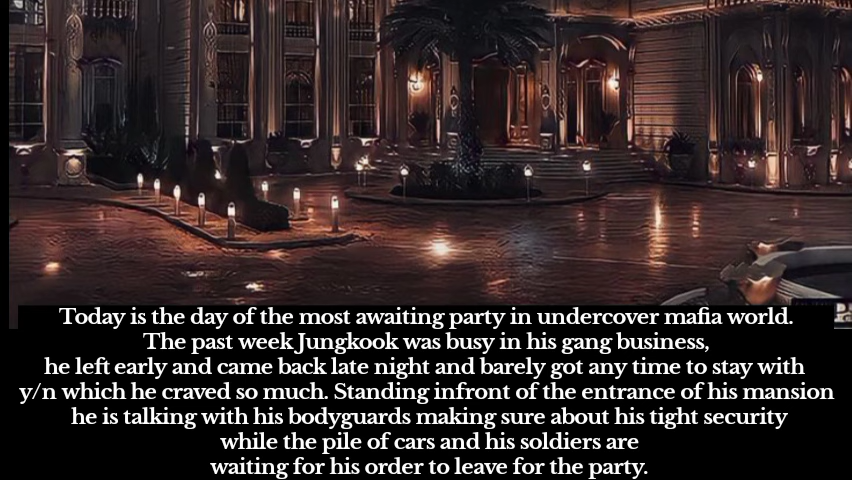 Today is the day of the most awaiting party in undercover mafia world.
The past week Jungkook was busy in his gang business,
he left early and came back late night and barely got any time to stay with
y/n which he craved so much. Standing infront of the entrance of his mansion
he is talking with his bodyguards making sure about his tight security
while the pile of cars and his soldiers are
waiting for his order to leave for the party.